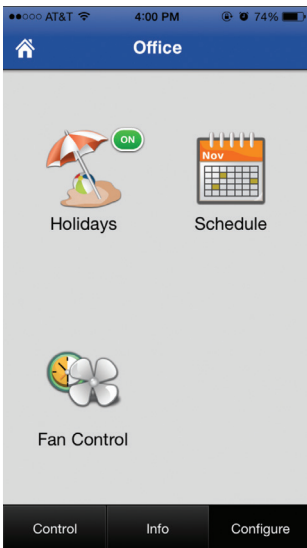 AT&T 4:00 PM 74%
Office
ON
Nov
Holidays Schedule
Fan Control
Control Info Configure